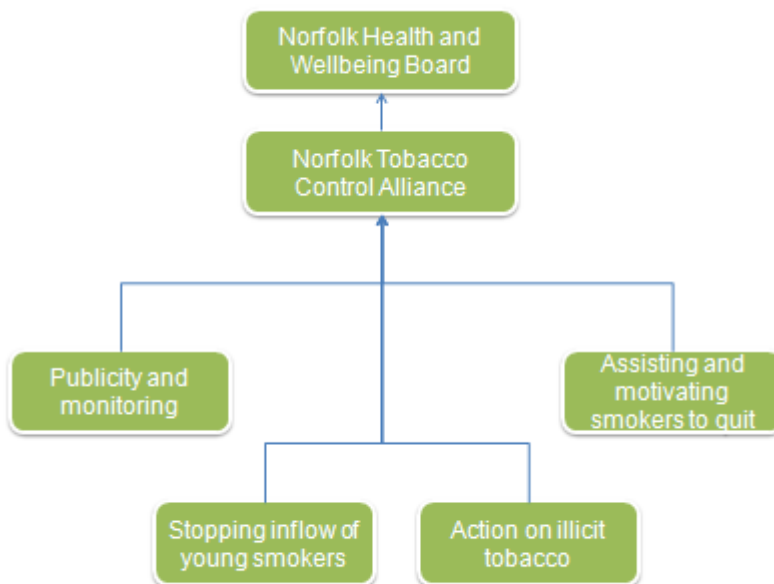 Norfolk Health and
Wellbeing Board
Norfolk Tobacco
Control Alliance
Publicity and
monitoring
Assisting and
motivating
smokers to quit
Stopping inflow of
young smokers
Action on illicit
tobacco